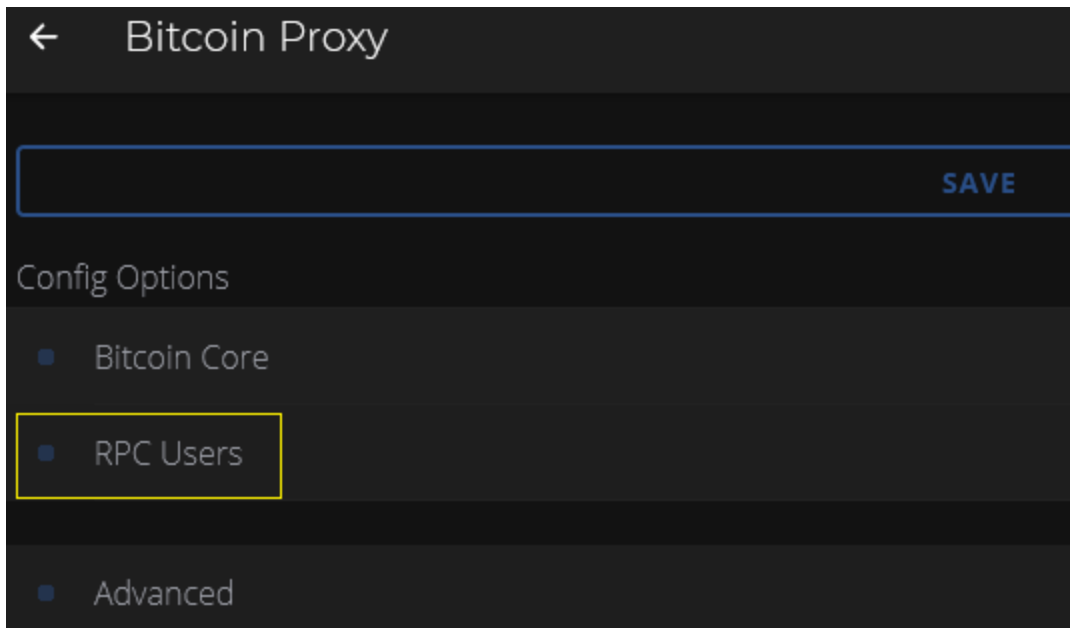 Bitcoin Proxy
SAVE
Config Options
Bitcoin Core
RPC Users
Advanced